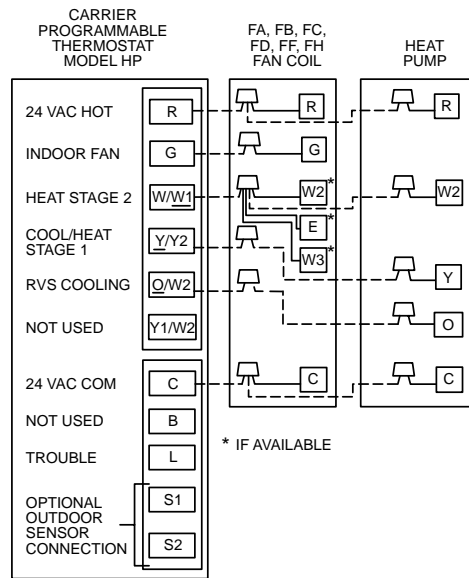 CARRIER
PROGRAMMABLE
THERMOSTAT
MODEL HP
FA, FB, FC,
FD, FF, FH
FAN COIL
HEAT
PUMP
24 VAC HOT R R R
INDOOR FAN G G
HEAT STAGE 2 W/W1 W2* W2
E*
COOL/HEAT
STAGE 1 Y/Y2 W3* Y
RVS COOLING O/W2 O
NOT USED Y1/W2
24 VAC COM C C C
NOT USED B
* IF AVAILABLE
TROUBLE L
OPTIONAL
OUTDOOR
SENSOR
CONNECTION
S1
S2